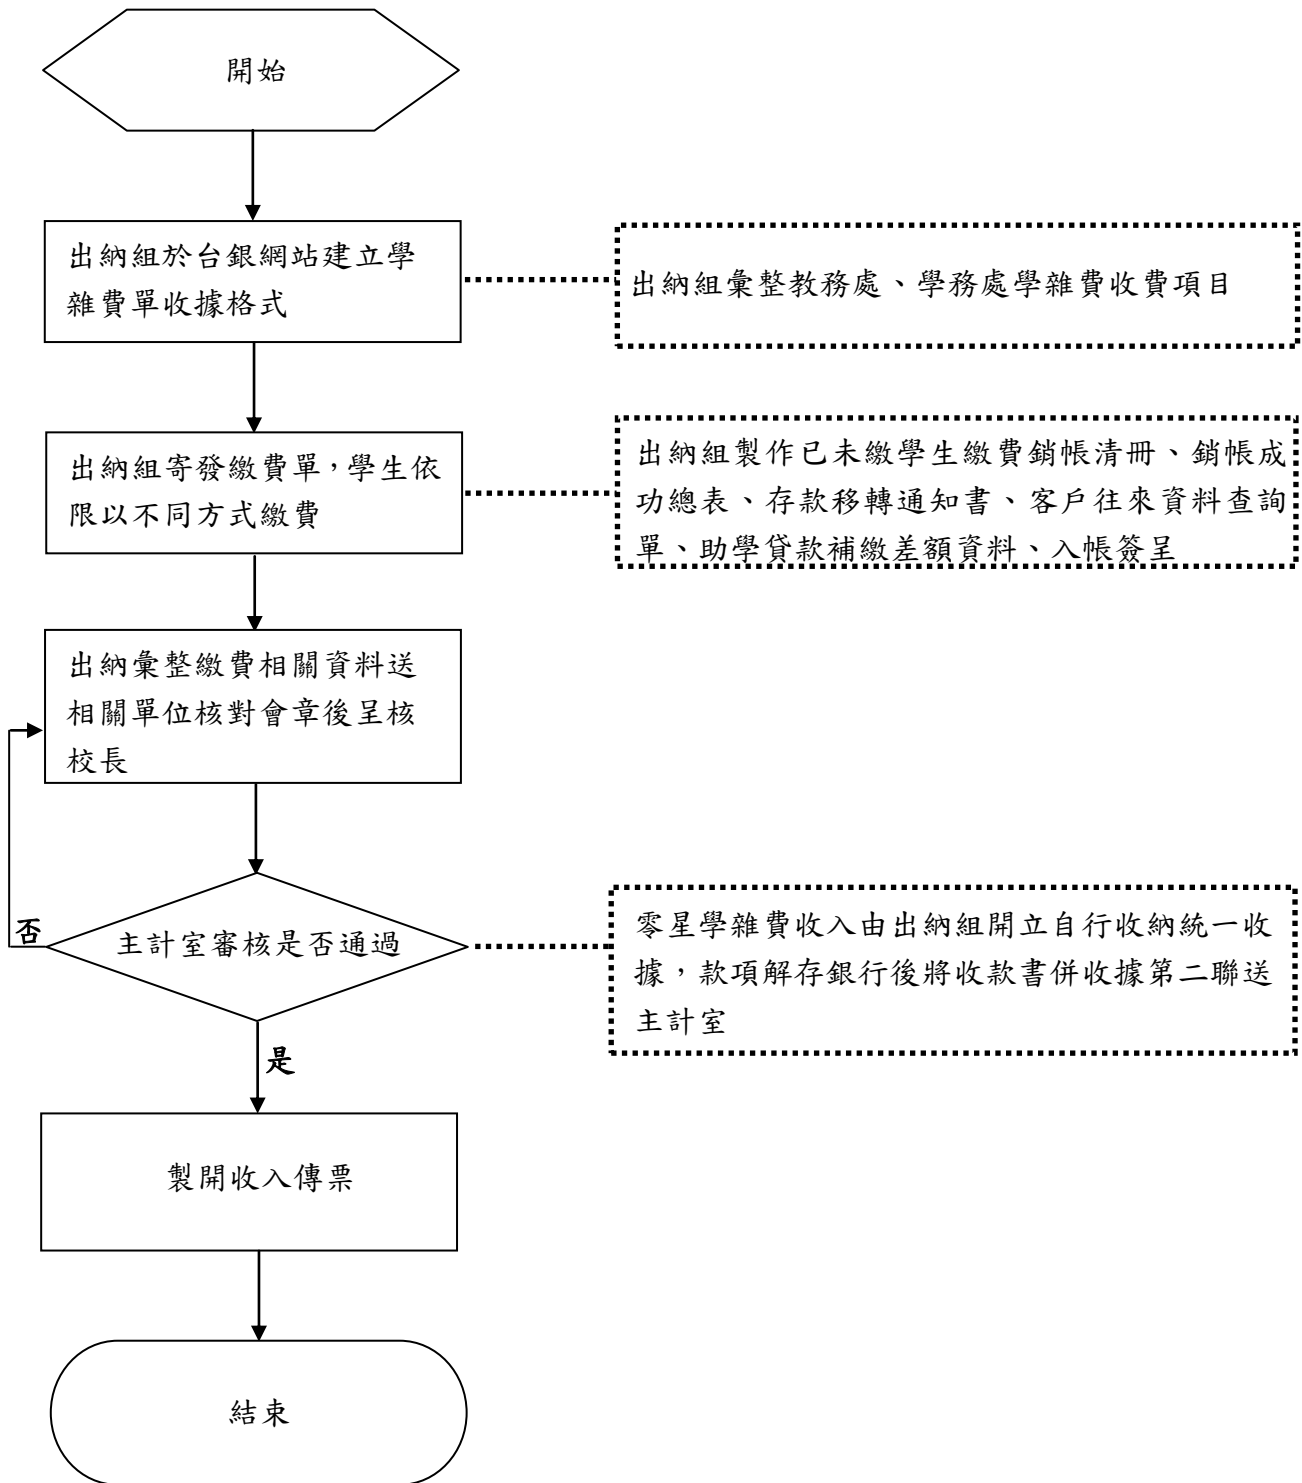 開始
出納組於台銀網站建立學
雜費單收據格式
出納組彙整教務處、學務處學雜費收費項目
出納組寄發繳費單，學生依
限以不同方式繳費
出納組製作已未繳學生繳費銷帳清冊、銷帳成
功總表、存款移轉通知書、客戶往來資料查詢
單、助學貸款補繳差額資料、入帳簽呈
出納彙整繳費相關資料送
相關單位核對會章後呈核
校長
否
主計室審核是否通過
零星學雜費收入由出納組開立自行收納統一收
據，款項解存銀行後將收款書併收據第二聯送
主計室
是
製開收入傳票
結束